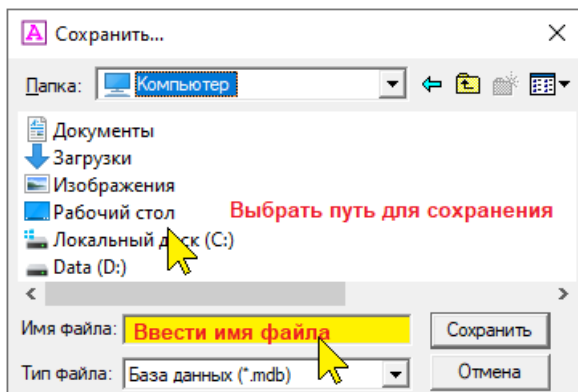 A Сохранить...
Папка: Компьютер
Документы
Загрузки
Изображения
Рабочий стол Выбрать путь для сохранения
Локальный диск (C:)
Data (D:)
Имя файла: Ввести имя файла Сохранить
Тип файла: База данных (*.mdb) Отмена